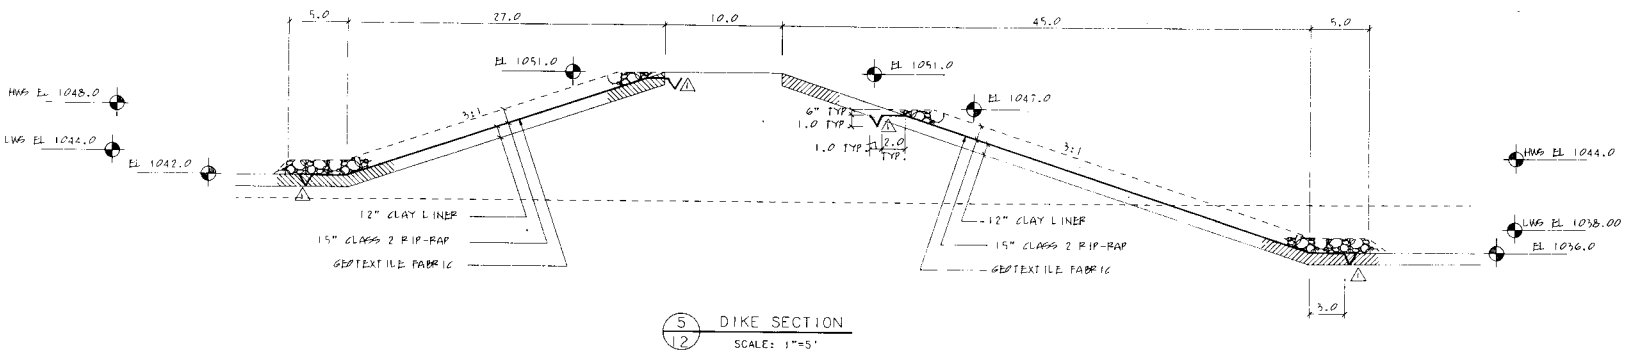 5.0 27.0 10.0 45.0 5.0
EL 1051.0
EL 1051.0
HWS EL 1048.0
3:1
1
EL 1047.0
6" TYP.
1.0 TYP.
1
LWS EL 1044.0
1.0 TYP.
2.0
TYP.
3:1
HWS EL 1044.0
EL 1042.0
1
12" CLAY LINER
15" CLASS 2 RIP-RAP
GEOTEXTILE FABRIC
12" CLAY LINER
15" CLASS 2 RIP-RAP
GEOTEXTILE FABRIC
LWS EL 1038.00
EL 1036.0
1
3.0
5
12
DIKE SECTION
SCALE: 1"=5'